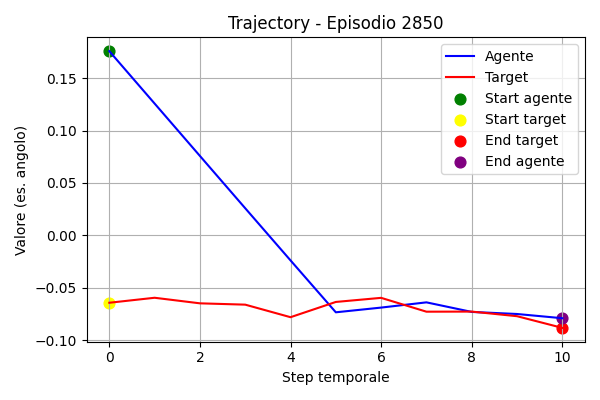 Trajectory - Episodio 2850
Agente
Target
Start agente
Start target
End target
End agente
Valore (es. angolo)
0.15
0.10
0.05
0.00
−0.05
−0.10
0 2 4 6 8 10
Step temporale